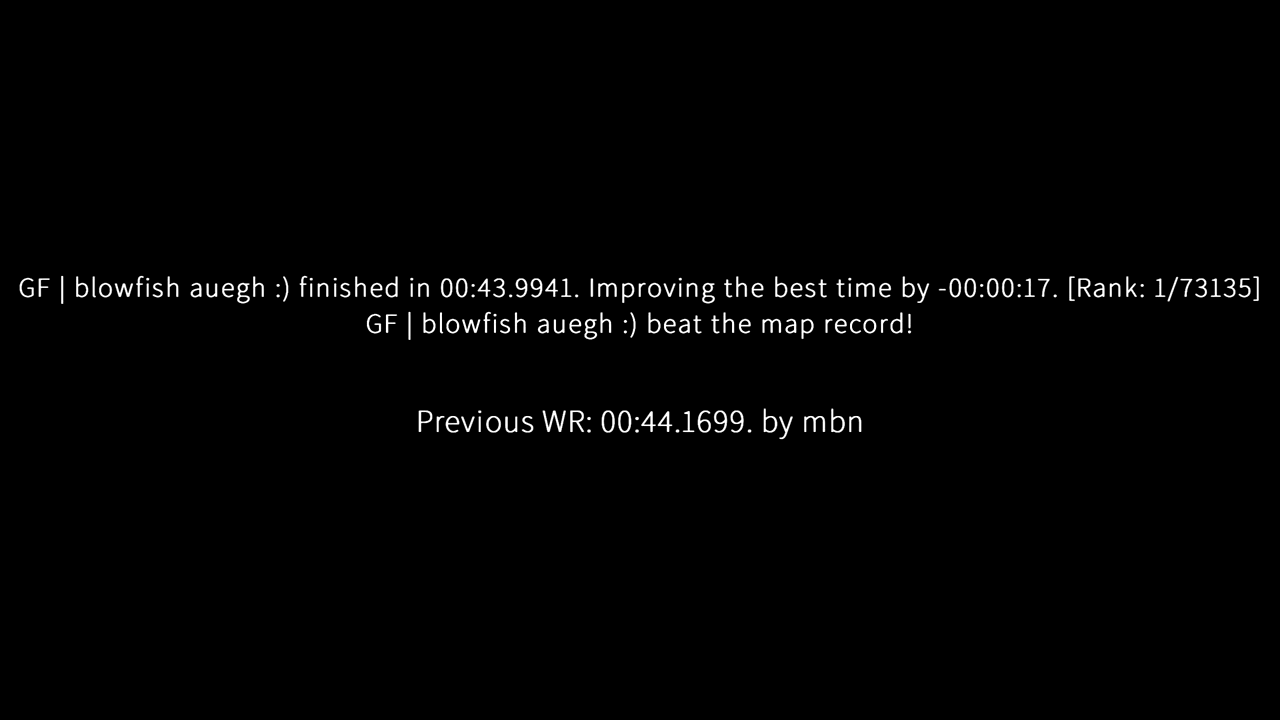 GF | blowfish auegh :) finished in 00:43.9941. Improving the best time by -00:00:17. [Rank: 1/73135]
GF | blowfish auegh :) beat the map record!
Previous WR: 00:44.1699. by mbn